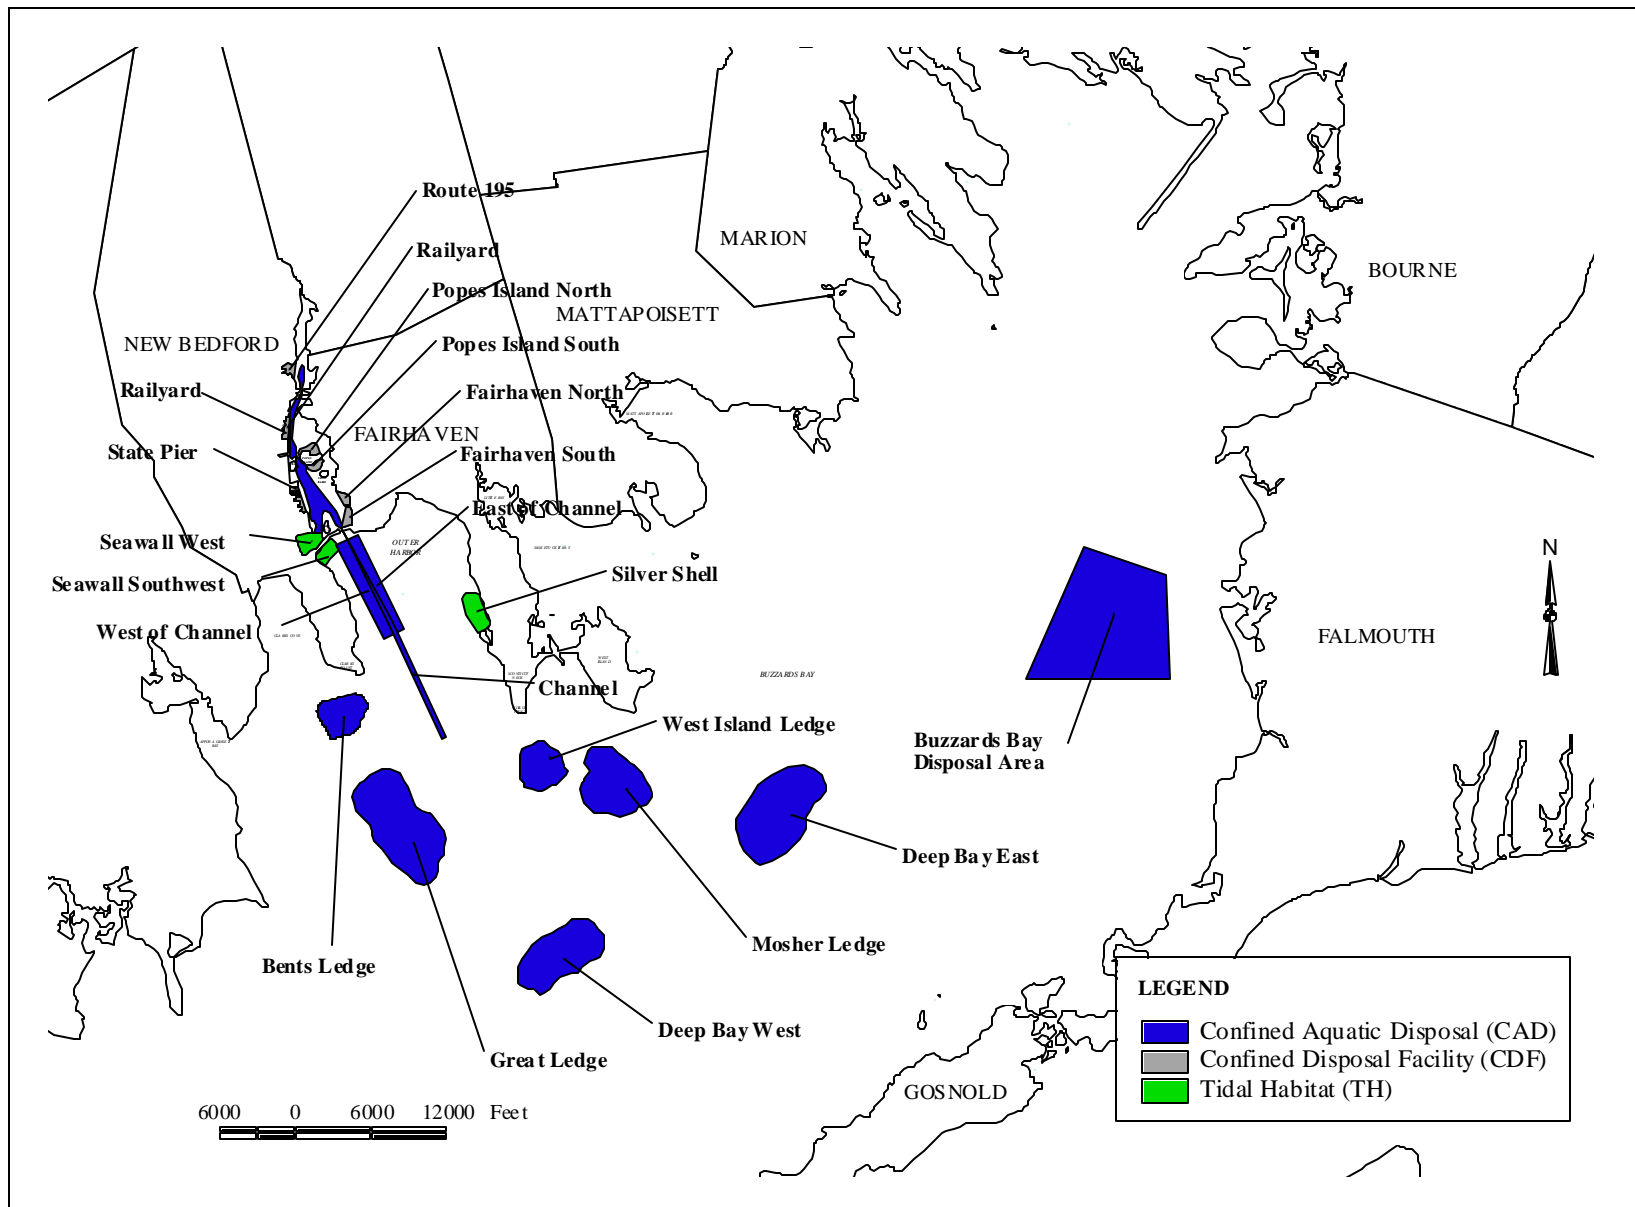 Route 195
Railyard
MARION
BOURNE
Popes Island North
MATTAPOISETT
NEW BEDFORD
Popes Island South
Railyard
Fairhaven North
FAIRHAVEN
State Pier
Fairhaven South
East of Channel
Seawall West
OUTER
HARBOR
N
Silver Shell
Seawall Southwest
West of Channel
FALMOUTH
BUZZARDS BAY
Channel
West Island Ledge
Buzzards Bay
Disposal Area
Deep Bay East
Mosher Ledge
Bents Ledge
Deep Bay West
Great Ledge
GOSNOLD
LEGEND
Confined Aquatic Disposal (CAD)
Confined Disposal Facility (CDF)
Tidal Habitat (TH)
6000 0 6000 12000 Feet